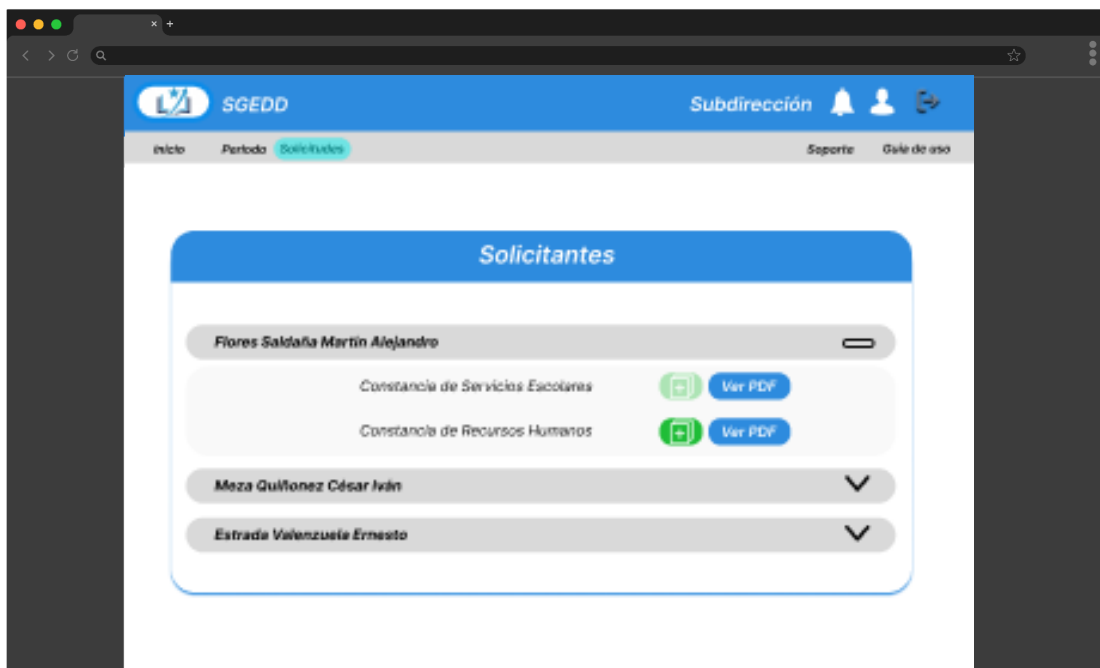 SGEDD
Subdirección
Inicio Periodo Solicitudes Soporte Guía de uso
Solicitantes
Flores Saldaña Martín Alejandro
Constancia de Servicios Escolares Ver PDF
Constancia de Recursos Humanos Ver PDF
Meza Quiñonez César Iván
Estrada Valenzuela Ernesto